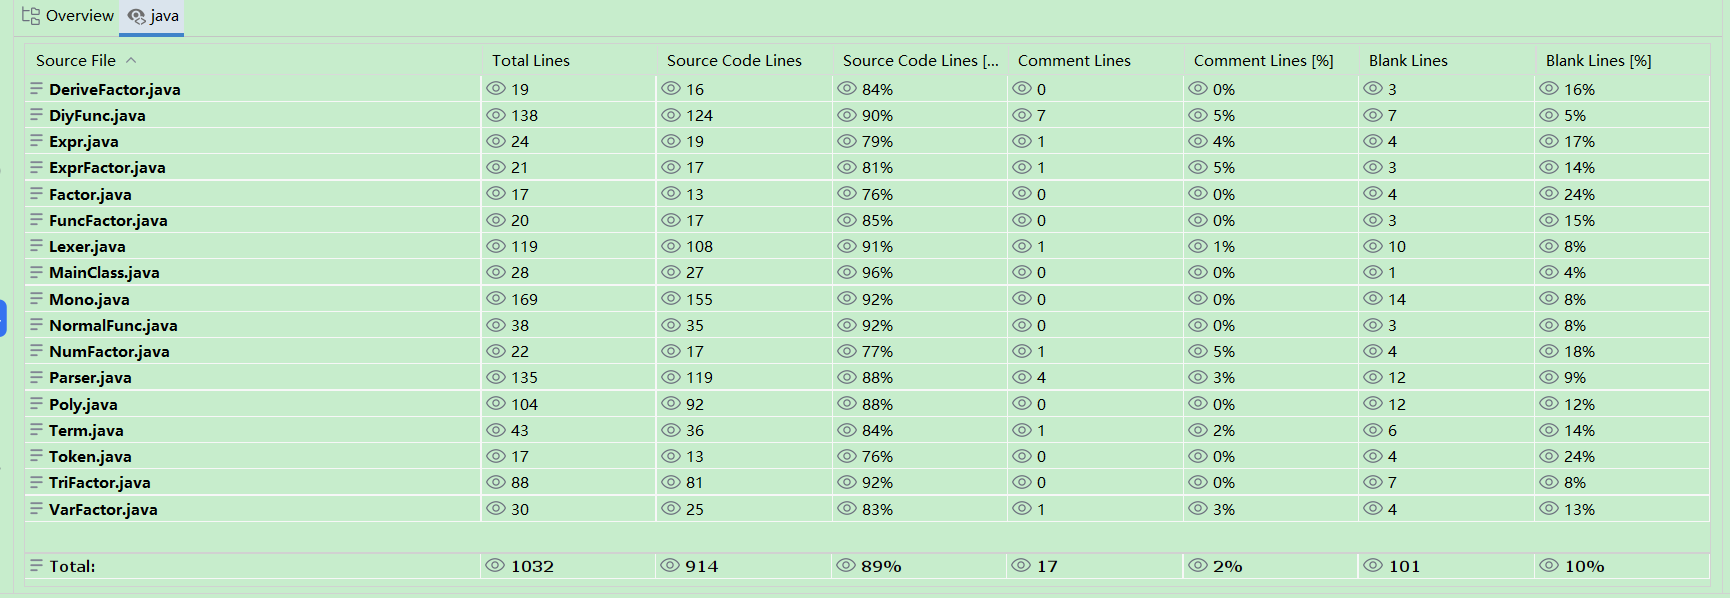 Overview java
Source File Total Lines Source Code Lines Source Code Lines [... Comment Lines Comment Lines [%] Blank Lines Blank Lines [%]
DeriveFactor.java 19 16 84% 0 0% 3 16%
DiyFunc.java 138 124 90% 7 5% 7 5%
Expr.java 24 19 79% 1 4% 4 17%
ExprFactor.java 21 17 81% 1 5% 3 14%
Factor.java 17 13 76% 0 0% 4 24%
FuncFactor.java 20 17 85% 0 0% 3 15%
Lexer.java 119 108 91% 1 1% 10 8%
MainClass.java 28 27 96% 0 0% 1 4%
Mono.java 169 155 92% 0 0% 14 8%
NormalFunc.java 38 35 92% 0 0% 3 8%
NumFactor.java 22 17 77% 1 5% 4 18%
Parser.java 135 119 88% 4 3% 12 9%
Poly.java 104 92 88% 0 0% 12 12%
Term.java 43 36 84% 1 2% 6 14%
Token.java 17 13 76% 0 0% 4 24%
TriFactor.java 88 81 92% 0 0% 7 8%
VarFactor.java 30 25 83% 1 3% 4 13%
Total: 1032 914 89% 17 2% 101 10%